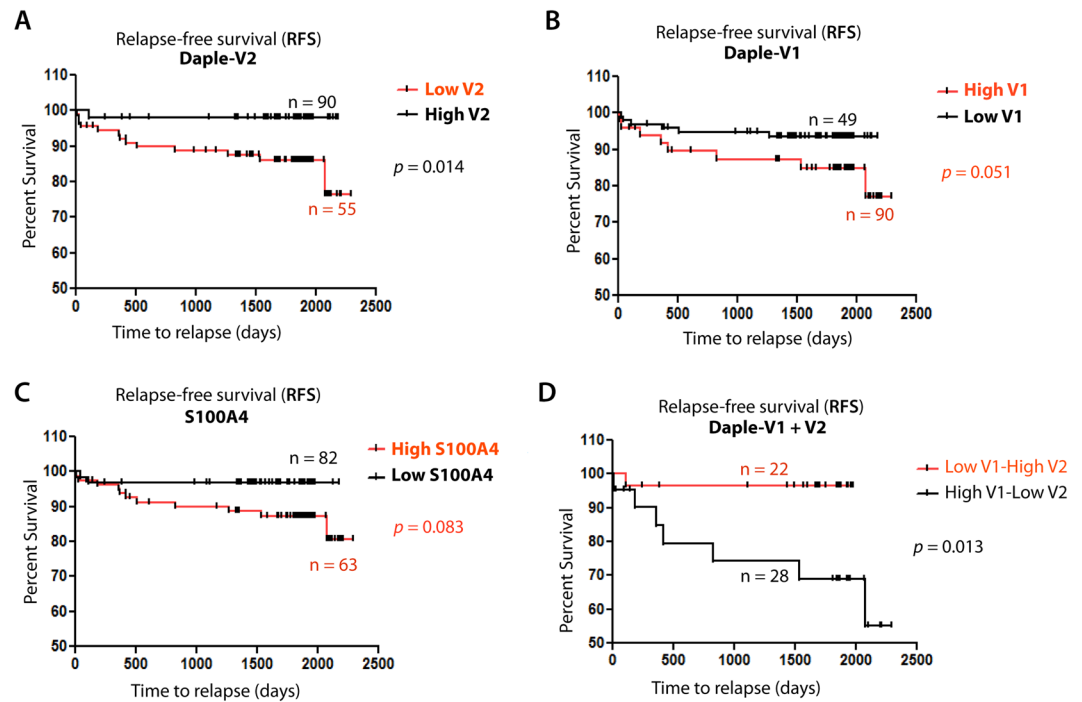 A
Relapse-free survival (RFS)
Daple-V2
110
100
90
80
70
60
50
0
500
1000
1500
2000
2500
Percent Survival
Time to relapse (days)
n = 90
n = 55
Low V2
High V2
p = 0.014
B
Relapse-free survival (RFS)
Daple-V1
110
100
90
80
70
60
50
0
500
1000
1500
2000
2500
Percent Survival
Time to relapse (days)
n = 49
n = 90
High V1
Low V1
p = 0.051
C
Relapse-free survival (RFS)
S100A4
110
100
90
80
70
60
50
0
500
1000
1500
2000
2500
Percent Survival
Time to relapse (days)
n = 82
n = 63
High S100A4
Low S100A4
p = 0.083
D
Relapse-free survival (RFS)
Daple-V1 + V2
110
100
90
80
70
60
50
0
500
1000
1500
2000
2500
Percent Survival
Time to relapse (days)
n = 22
n = 28
Low V1-High V2
High V1-Low V2
p = 0.013